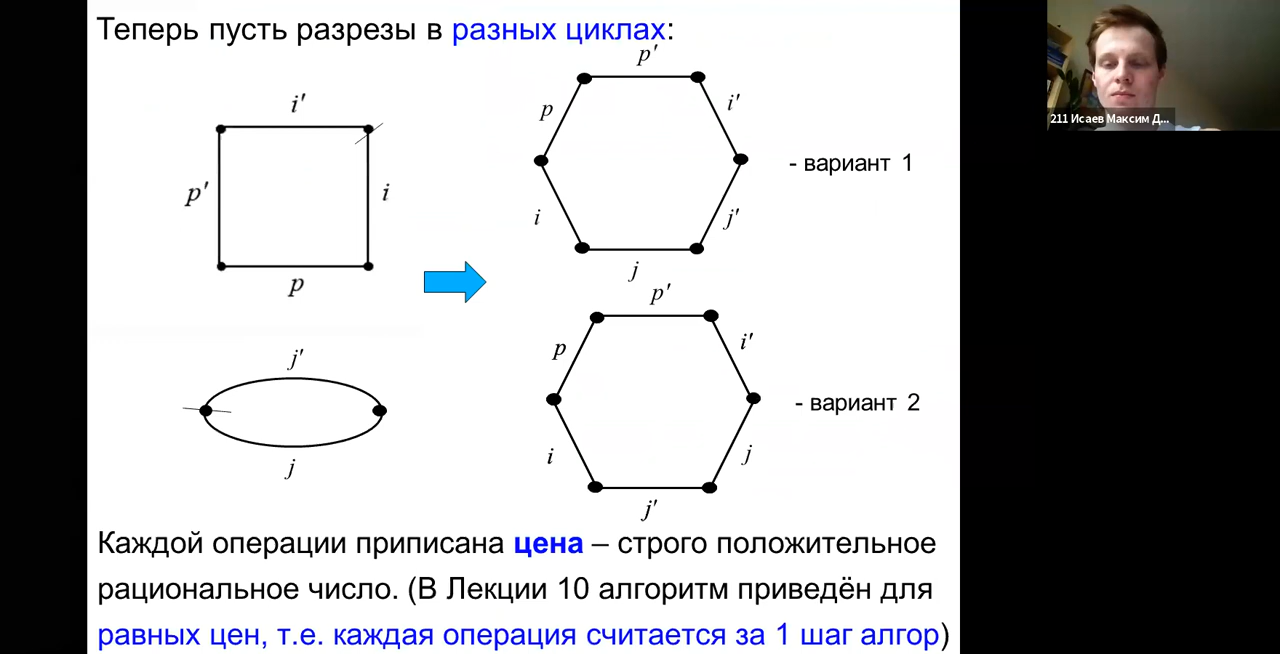 Теперь пусть разрезы в разных циклах:
p'
i'
p
i'
p'
i
- вариант 1
i
j'
p
j
p'
j'
p
i'
- вариант 2
i
j
j
j'
Каждой операции приписана цена – строго положительное
рациональное число. (В Лекции 10 алгоритм приведён для
равных цен, т.е. каждая операция считается за 1 шаг алгор)
211 Исаев Максим Д...